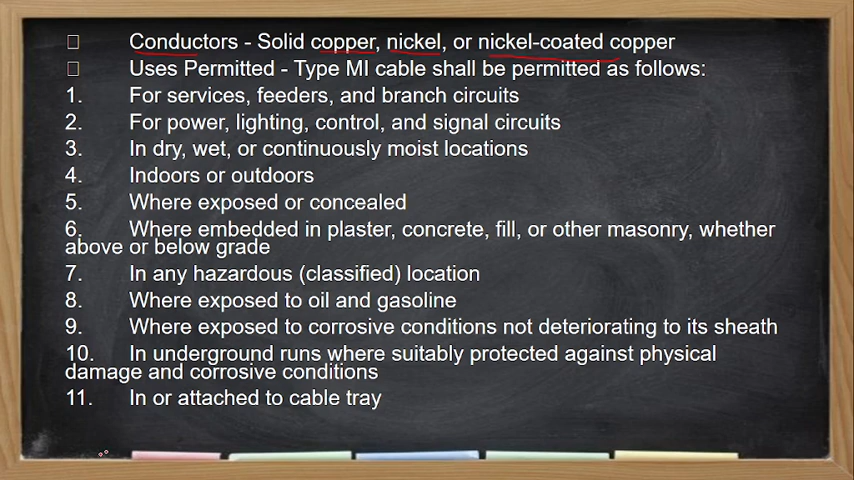 Conductors - Solid copper, nickel, or nickel-coated copper
Uses Permitted - Type MI cable shall be permitted as follows:
1. For services, feeders, and branch circuits
2. For power, lighting, control, and signal circuits
3. In dry, wet, or continuously moist locations
4. Indoors or outdoors
5. Where exposed or concealed
6. Where embedded in plaster, concrete, fill, or other masonry, whether
above or below grade
7. In any hazardous (classified) location
8. Where exposed to oil and gasoline
9. Where exposed to corrosive conditions not deteriorating to its sheath
10. In underground runs where suitably protected against physical
damage and corrosive conditions
11. In or attached to cable tray